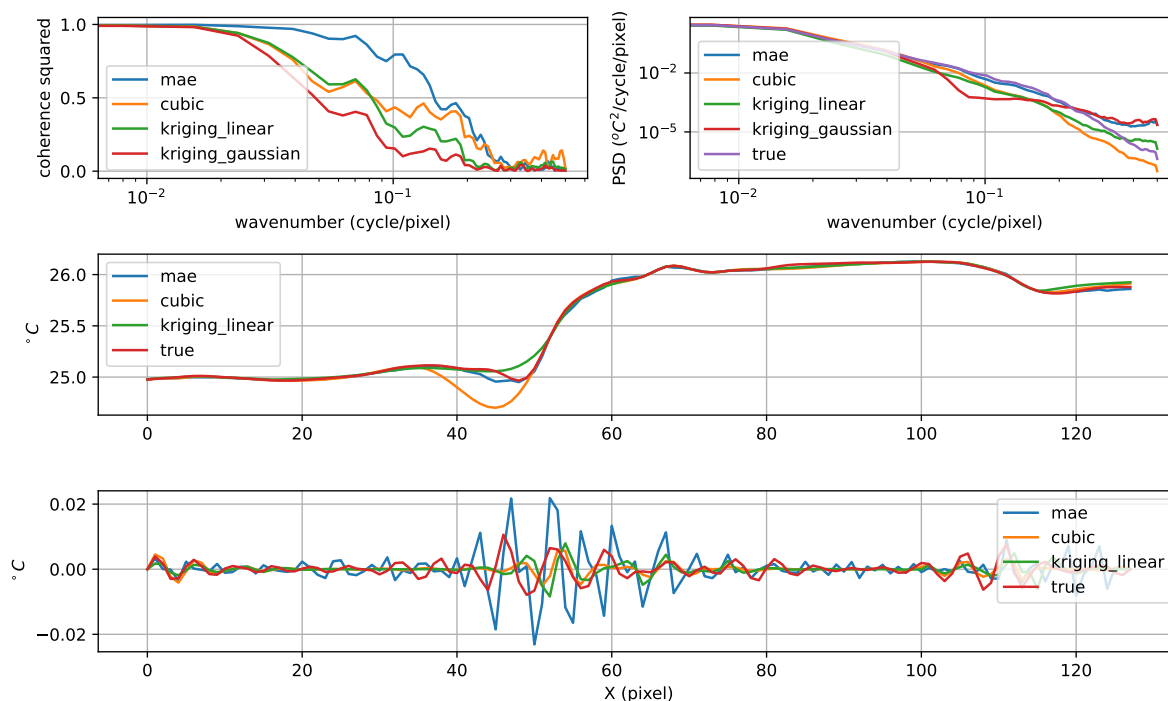 coherence squared
1.0
0.5
0.0
mae
cubic
kriging_linear
kriging_gaussian
10⁻²
10⁻¹
wavenumber (cycle/pixel)
PSD (°C²/cycle/pixel)
10⁻²
10⁻⁵
mae
cubic
kriging_linear
kriging_gaussian
true
10⁻²
10⁻¹
wavenumber (cycle/pixel)
°C
26.0
25.5
25.0
mae
cubic
kriging_linear
true
0 20 40 60 80 100 120
°C
0.02
0.00
−0.02
mae
cubic
kriging_linear
true
0 20 40 60 80 100 120
X (pixel)